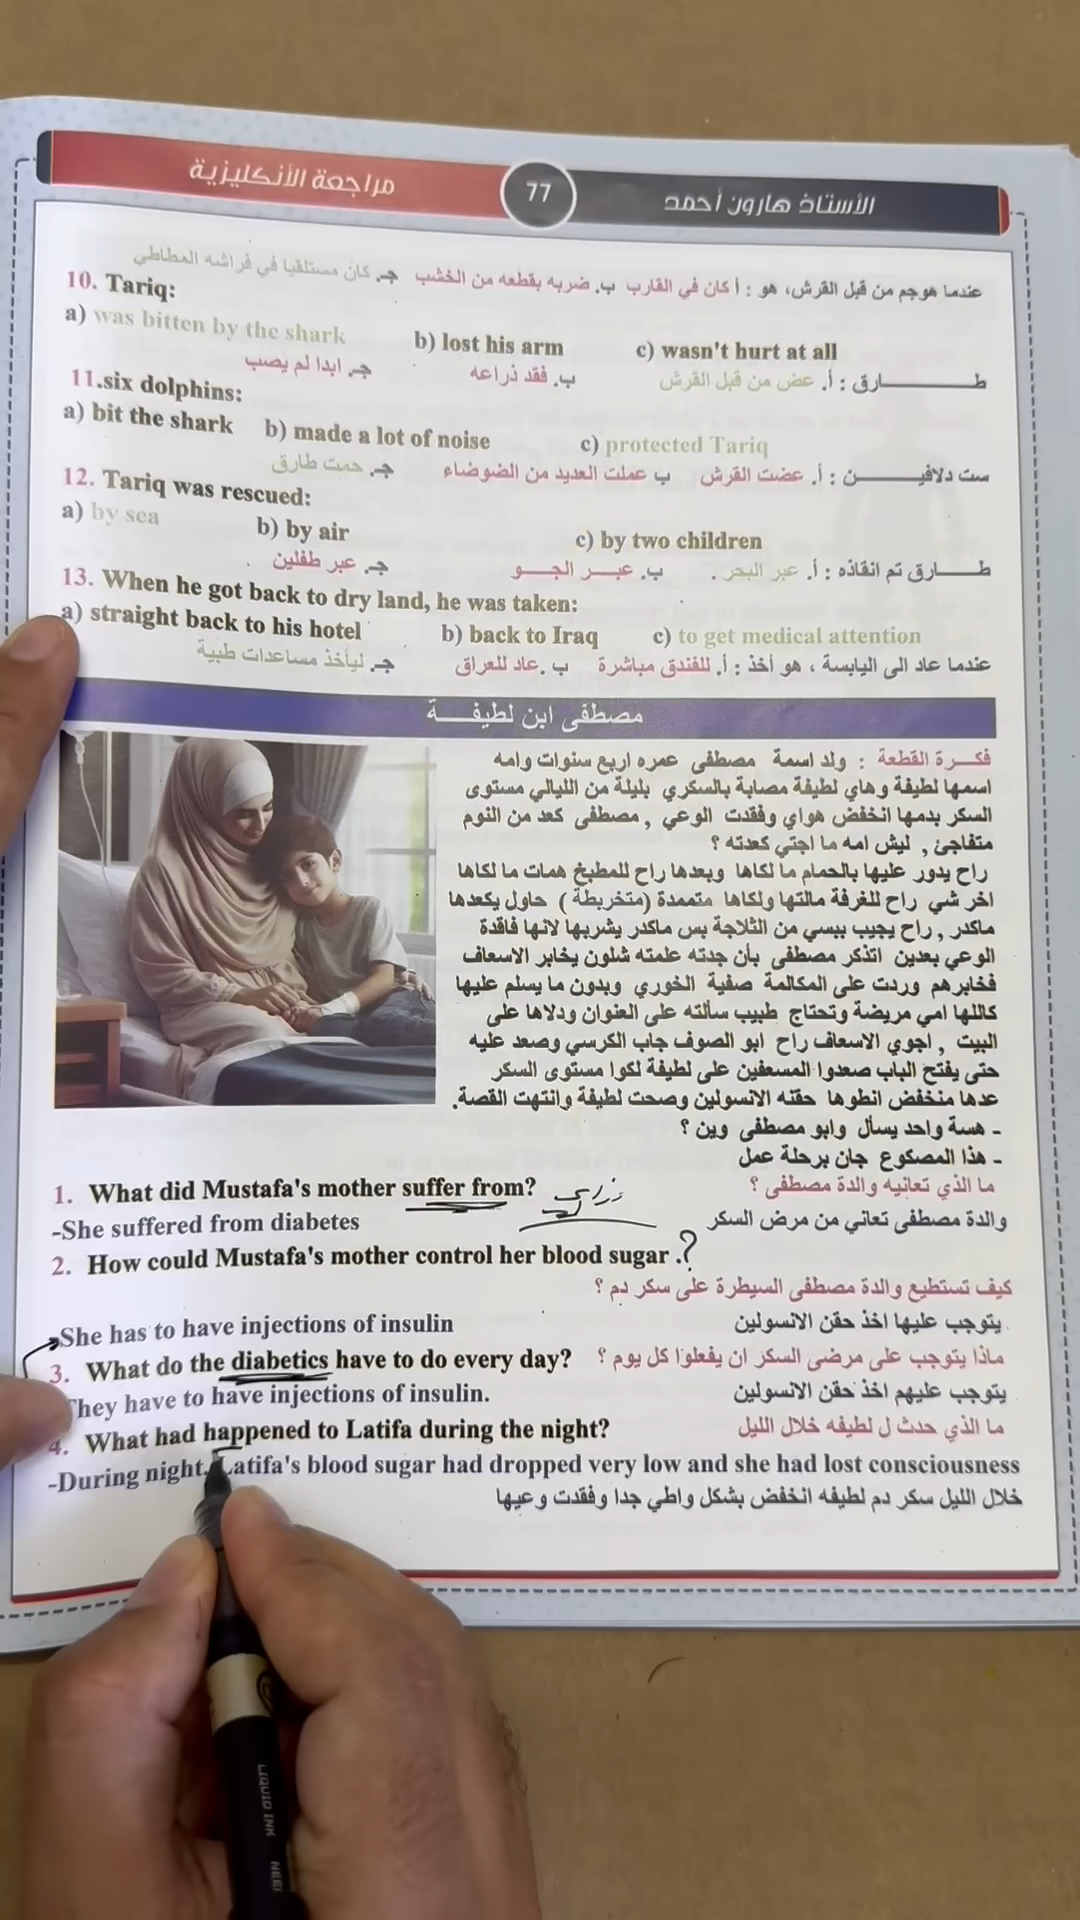 مراجعة الأنكليزية
77
الأستاذ هارون أحمد
عندما هوجم من قبل القرش، هو : أ كان في القارب ب. ضربه بقطعه من الخشب جـ. كان مستلقيا في فراشه المطاطي
10. Tariq:
a) was bitten by the shark b) lost his arm c) wasn't hurt at all
طــــارق : أ. عض من قبل القرش ب. فقد ذراعه جـ. ابدا لم يصب
11.six dolphins:
a) bit the shark b) made a lot of noise c) protected Tariq
ست دلافيــــن : أ. عضت القرش ب عملت العديد من الضوضاء جـ. حمت طارق
12. Tariq was rescued:
a) by sea b) by air c) by two children
طــــارق تم انقاذه : أ. عبر البحر . ب. عبــر الجــو جـ. عبر طفلين
13. When he got back to dry land, he was taken:
a) straight back to his hotel b) back to Iraq c) to get medical attention
عندما عاد الى اليابسة ، هو أخذ : أ. للفندق مباشرة ب .عاد للعراق جـ. ليأخذ مساعدات طبية
مصطفى ابن لطيفــــة
فكــرة القطعة : ولد اسمة مصطفى عمره اربع سنوات وامه
اسمها لطيفة وهاي لطيفة مصابة بالسكري بليلة من الليالي مستوى
السكر بدمها انخفض هواي وفقدت الوعي , مصطفى كعد من النوم
متفاجئ , ليش امه ما اجتي كعدته ؟
راح يدور عليها بالحمام ما لكاها وبعدها راح للمطبخ همات ما لكاها
اخر شي راح للغرفة مالتها ولكاها متممدة (متخربطة) حاول يكعدها
ماكدر , راح يجيب ببسي من الثلاجة بس ماكدر يشربها لانها فاقدة
الوعي بعدين اتذكر مصطفى بأن جدته علمته شلون يخابر الاسعاف
فخابرهم وردت على المكالمة صفية الخوري وبدون ما يسلم عليها
كاللها امي مريضة وتحتاج طبيب سألته على العنوان ودلاها على
البيت , اجوي الاسعاف راح ابو الصوف جاب الكرسي وصعد عليه
حتى يفتح الباب صعدوا المسعفين على لطيفة لكوا مستوى السكر
عدها منخفض انطوها حقنه الانسولين وصحت لطيفة وانتهت القصة.
- هسة واحد يسأل وابو مصطفى وين ؟
- هذا المصكوع جان برحلة عمل
1. What did Mustafa's mother suffer from? ما الذي تعانيه والدة مصطفى ؟
-She suffered from diabetes والدة مصطفى تعاني من مرض السكر
2. How could Mustafa's mother control her blood sugar .?
كيف تستطيع والدة مصطفى السيطرة على سكر دم ؟
-She has to have injections of insulin يتوجب عليها اخذ حقن الانسولين
3. What do the diabetics have to do every day? ماذا يتوجب على مرضى السكر ان يفعلوا كل يوم ؟
They have to have injections of insulin. يتوجب عليهم اخذ حقن الانسولين
4. What had happened to Latifa during the night? ما الذي حدث ل لطيفه خلال الليل
-During night, Latifa's blood sugar had dropped very low and she had lost consciousness
خلال الليل سكر دم لطيفه انخفض بشكل واطي جدا وفقدت وعيها
LIQUID INK